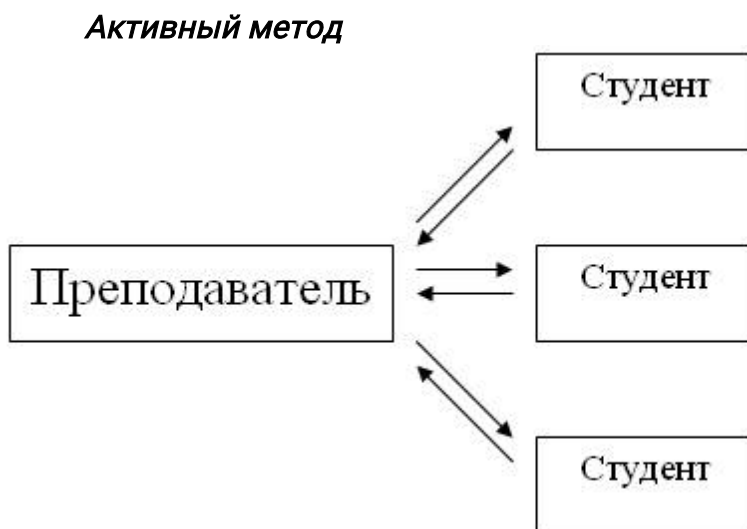 Активный метод
Студент
Преподаватель
Студент
Студент